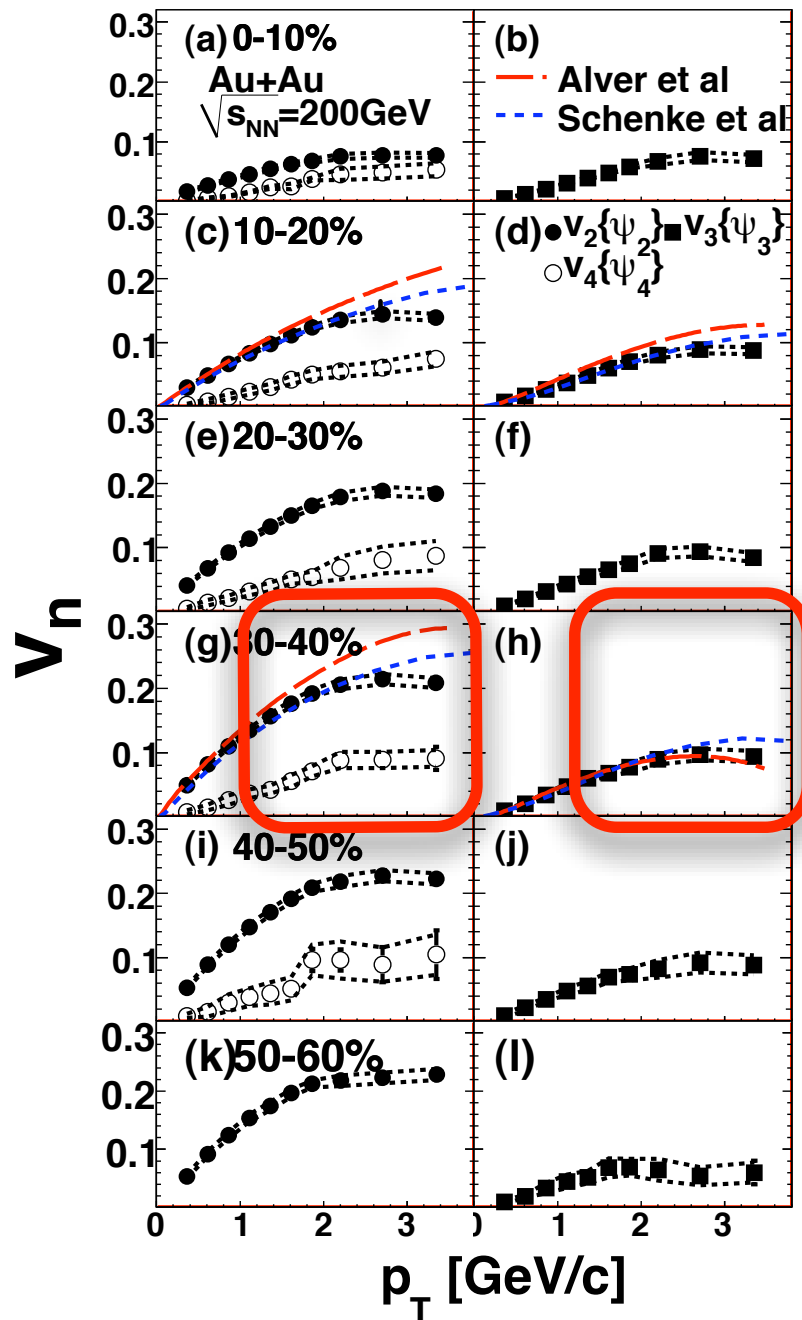 0.3 (a) 0-10% (b)
Au+Au
√sNN=200GeV
Alver et al
Schenke et al
0.2
0.1
0.3 (c) 10-20% (d) v2{ψ2} v3{ψ3}
v4{ψ4}
0.2
0.1
0.3 (e) 20-30% (f)
0.2
0.1
vn
0.3 (g) 30-40% (h)
0.2
0.1
0.3 (i) 40-50% (j)
0.2
0.1
0.3 (k) 50-60% (l)
0.2
0.1
0 1 2 3 0 1 2 3
pT [GeV/c]